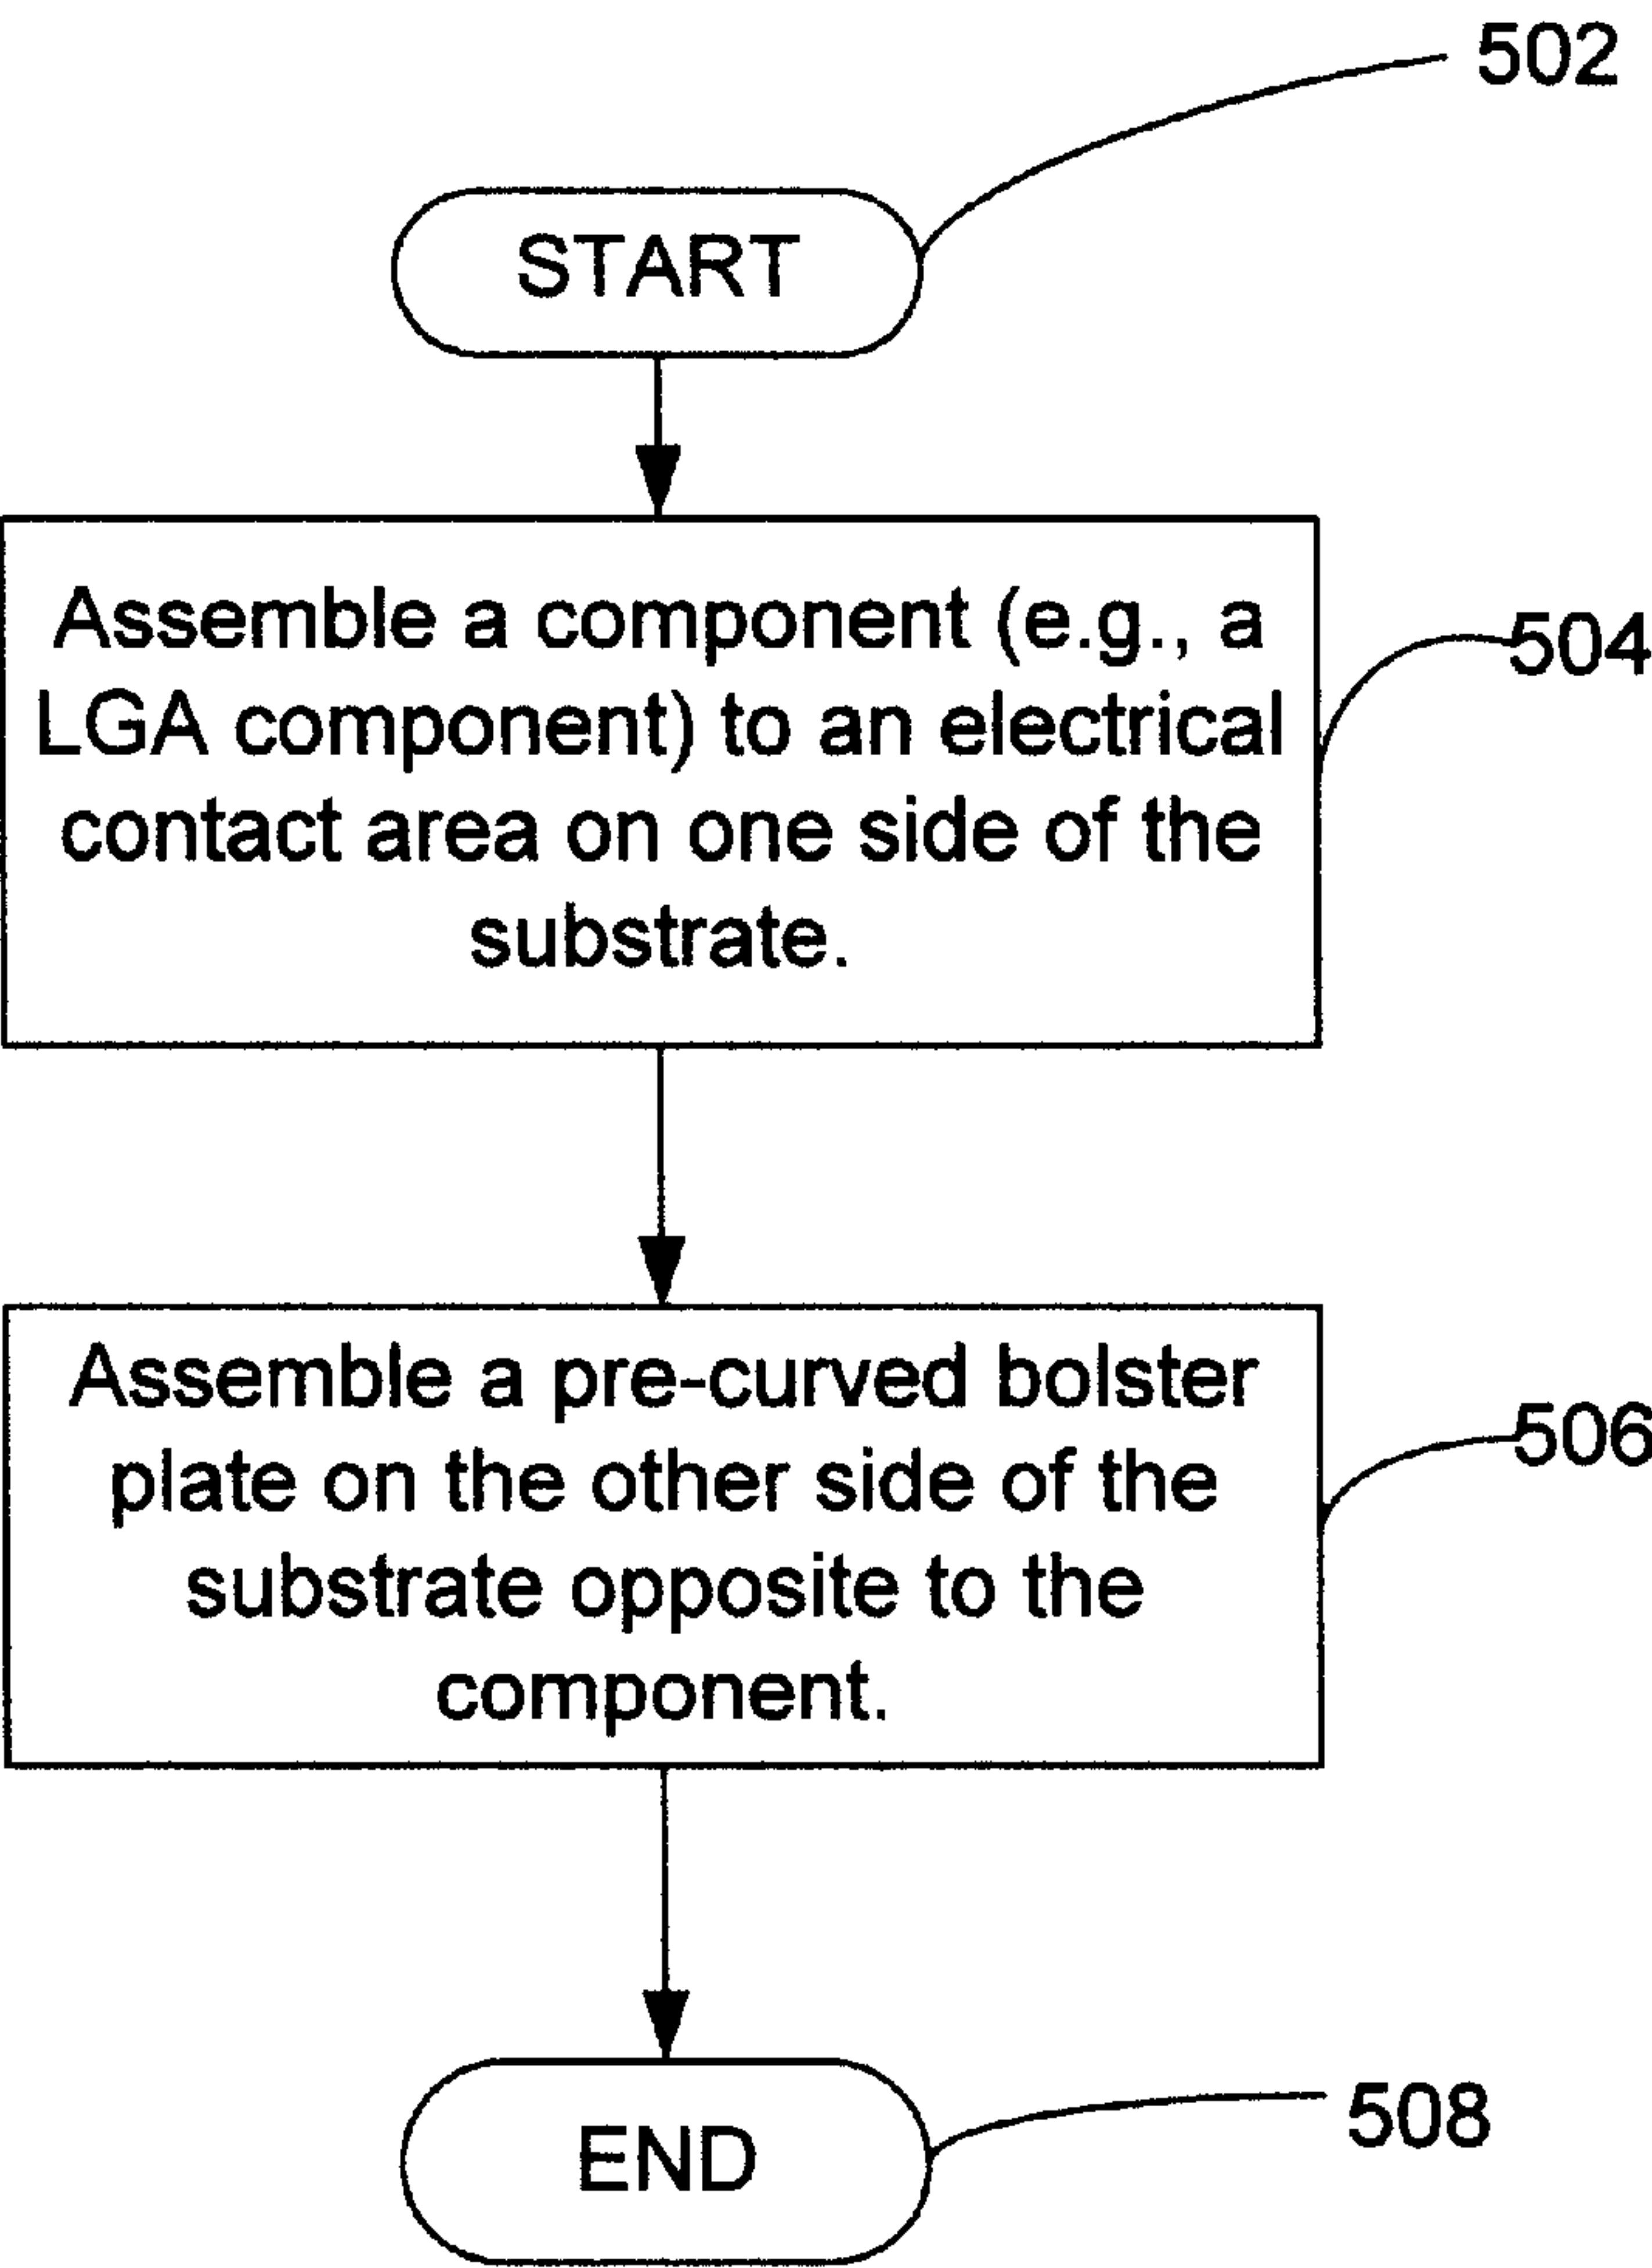 502
START
Assemble a component (e.g., a
LGA component) to an electrical
contact area on one side of the
substrate.
504
Assemble a pre-curved bolster
plate on the other side of the
substrate opposite to the
component.
506
END
508